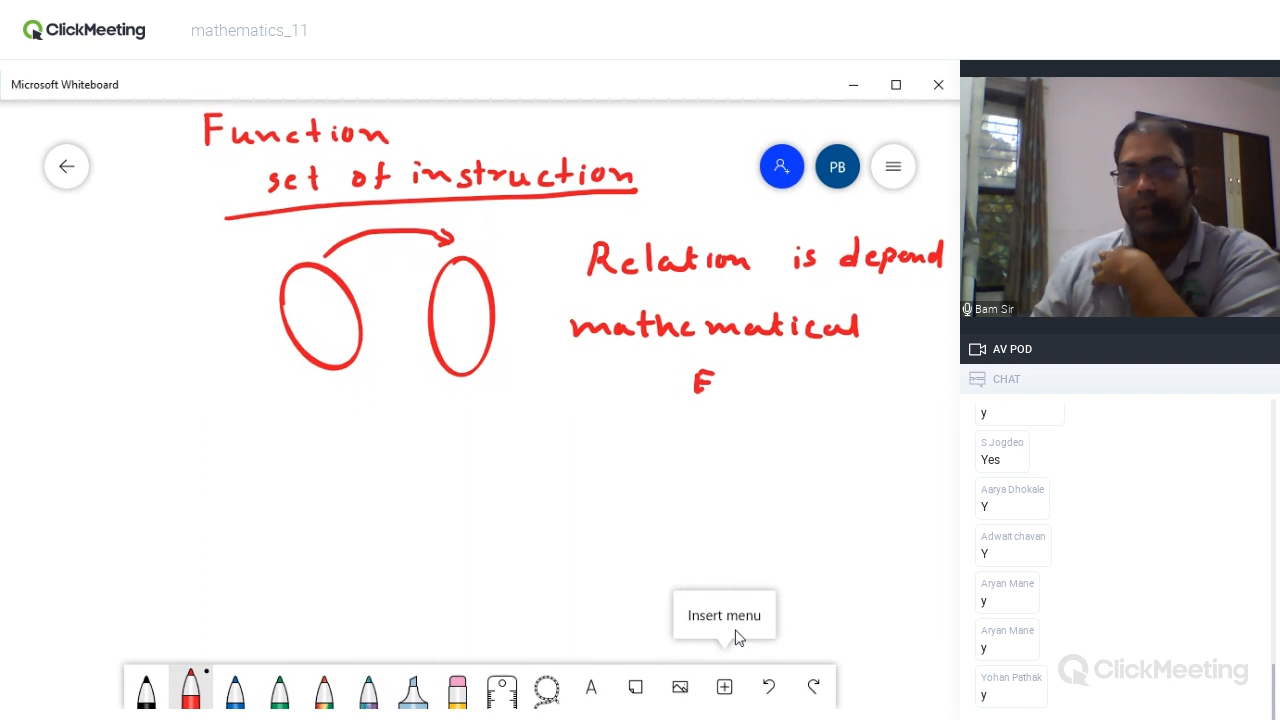 ClickMeeting
mathematics_11
Microsoft Whiteboard
Function
set of instruction
PB
Relation is depend
mathematical
F
Insert menu
A
Bam Sir
AV POD
CHAT
y
S Jogdeo
Yes
Aarya Dhokale
Y
Adwait chavan
Y
Aryan Mane
y
Aryan Mane
y
Yohan Pathak
y
ClickMeeting